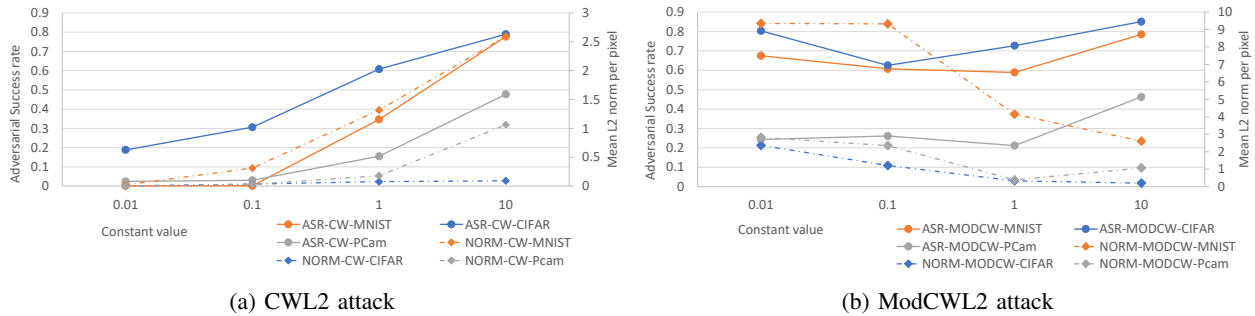 Adversarial Success rate
0.9
0.8
0.7
0.6
0.5
0.4
0.3
0.2
0.1
0
3
2.5
2
1.5
1
0.5
0
Mean L2 norm per pixel
0.01 0.1 1 10
Constant value
ASR-CW-MNIST ASR-CW-CIFAR
ASR-CW-PCam NORM-CW-MNIST
NORM-CW-CIFAR NORM-CW-Pcam
(a) CWL2 attack
Adversarial Success rate
0.9
0.8
0.7
0.6
0.5
0.4
0.3
0.2
0.1
0
10
9
8
7
6
5
4
3
2
1
0
Mean L2 norm per pixel
0.01 0.1 1 10
Constant value
ASR-MODCW-MNIST ASR-MODCW-CIFAR
ASR-MODCW-PCam NORM-MODCW-MNIST
NORM-MODCW-CIFAR NORM-MODCW-Pcam
(b) ModCWL2 attack